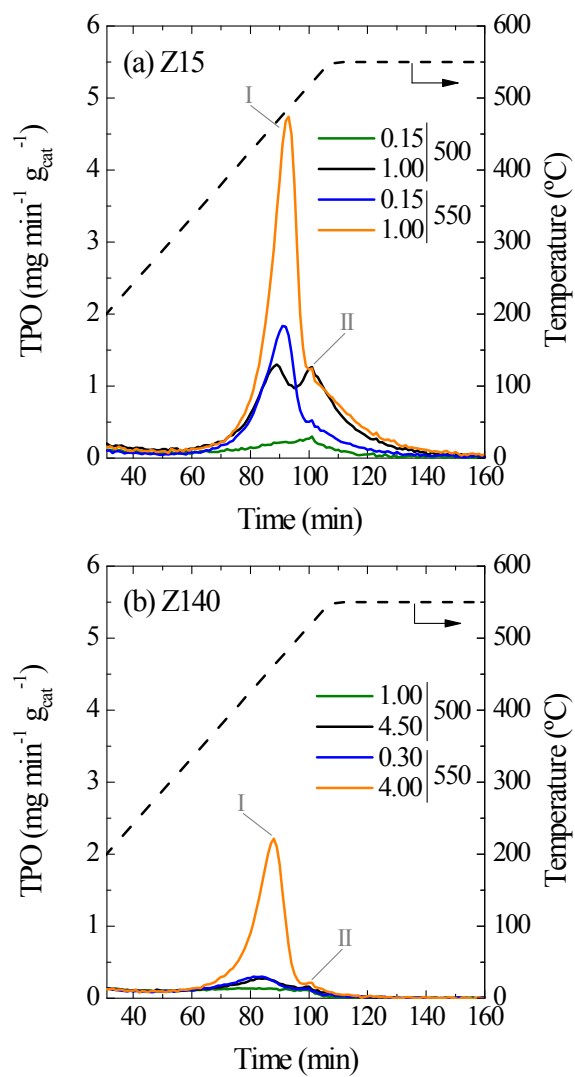 (a) Z15
I
II
0.15
1.00
500
0.15
1.00
550
TPO (mg min⁻¹ g_cat⁻¹)
6
5
4
3
2
1
0
Temperature (ºC)
600
500
400
300
200
100
0
40 60 80 100 120 140 160
Time (min)
(b) Z140
I
II
1.00
4.50
500
0.30
4.00
550
TPO (mg min⁻¹ g_cat⁻¹)
6
5
4
3
2
1
0
Temperature (ºC)
600
500
400
300
200
100
0
40 60 80 100 120 140 160
Time (min)